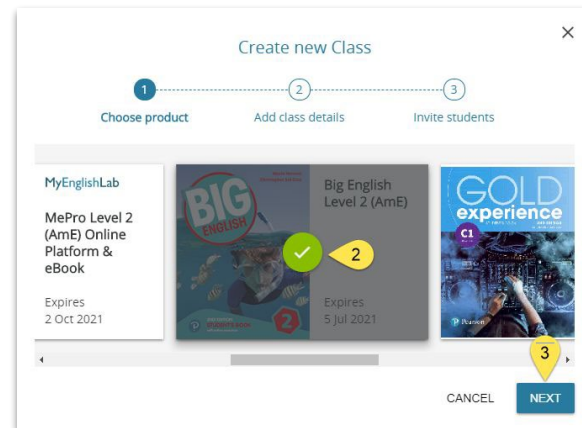 Create new Class
1
2
3
Choose product
Add class details
Invite students
MyEnglishLab
MePro Level 2
(AmE) Online
Platform &
eBook
Expires
2 Oct 2021
BIG
ENGLISH
STUDENT'S BOOK
2
Big English
Level 2 (AmE)
Expires
5 Jul 2021
2
GOLD
experience
C1
Pearson
3
CANCEL
NEXT